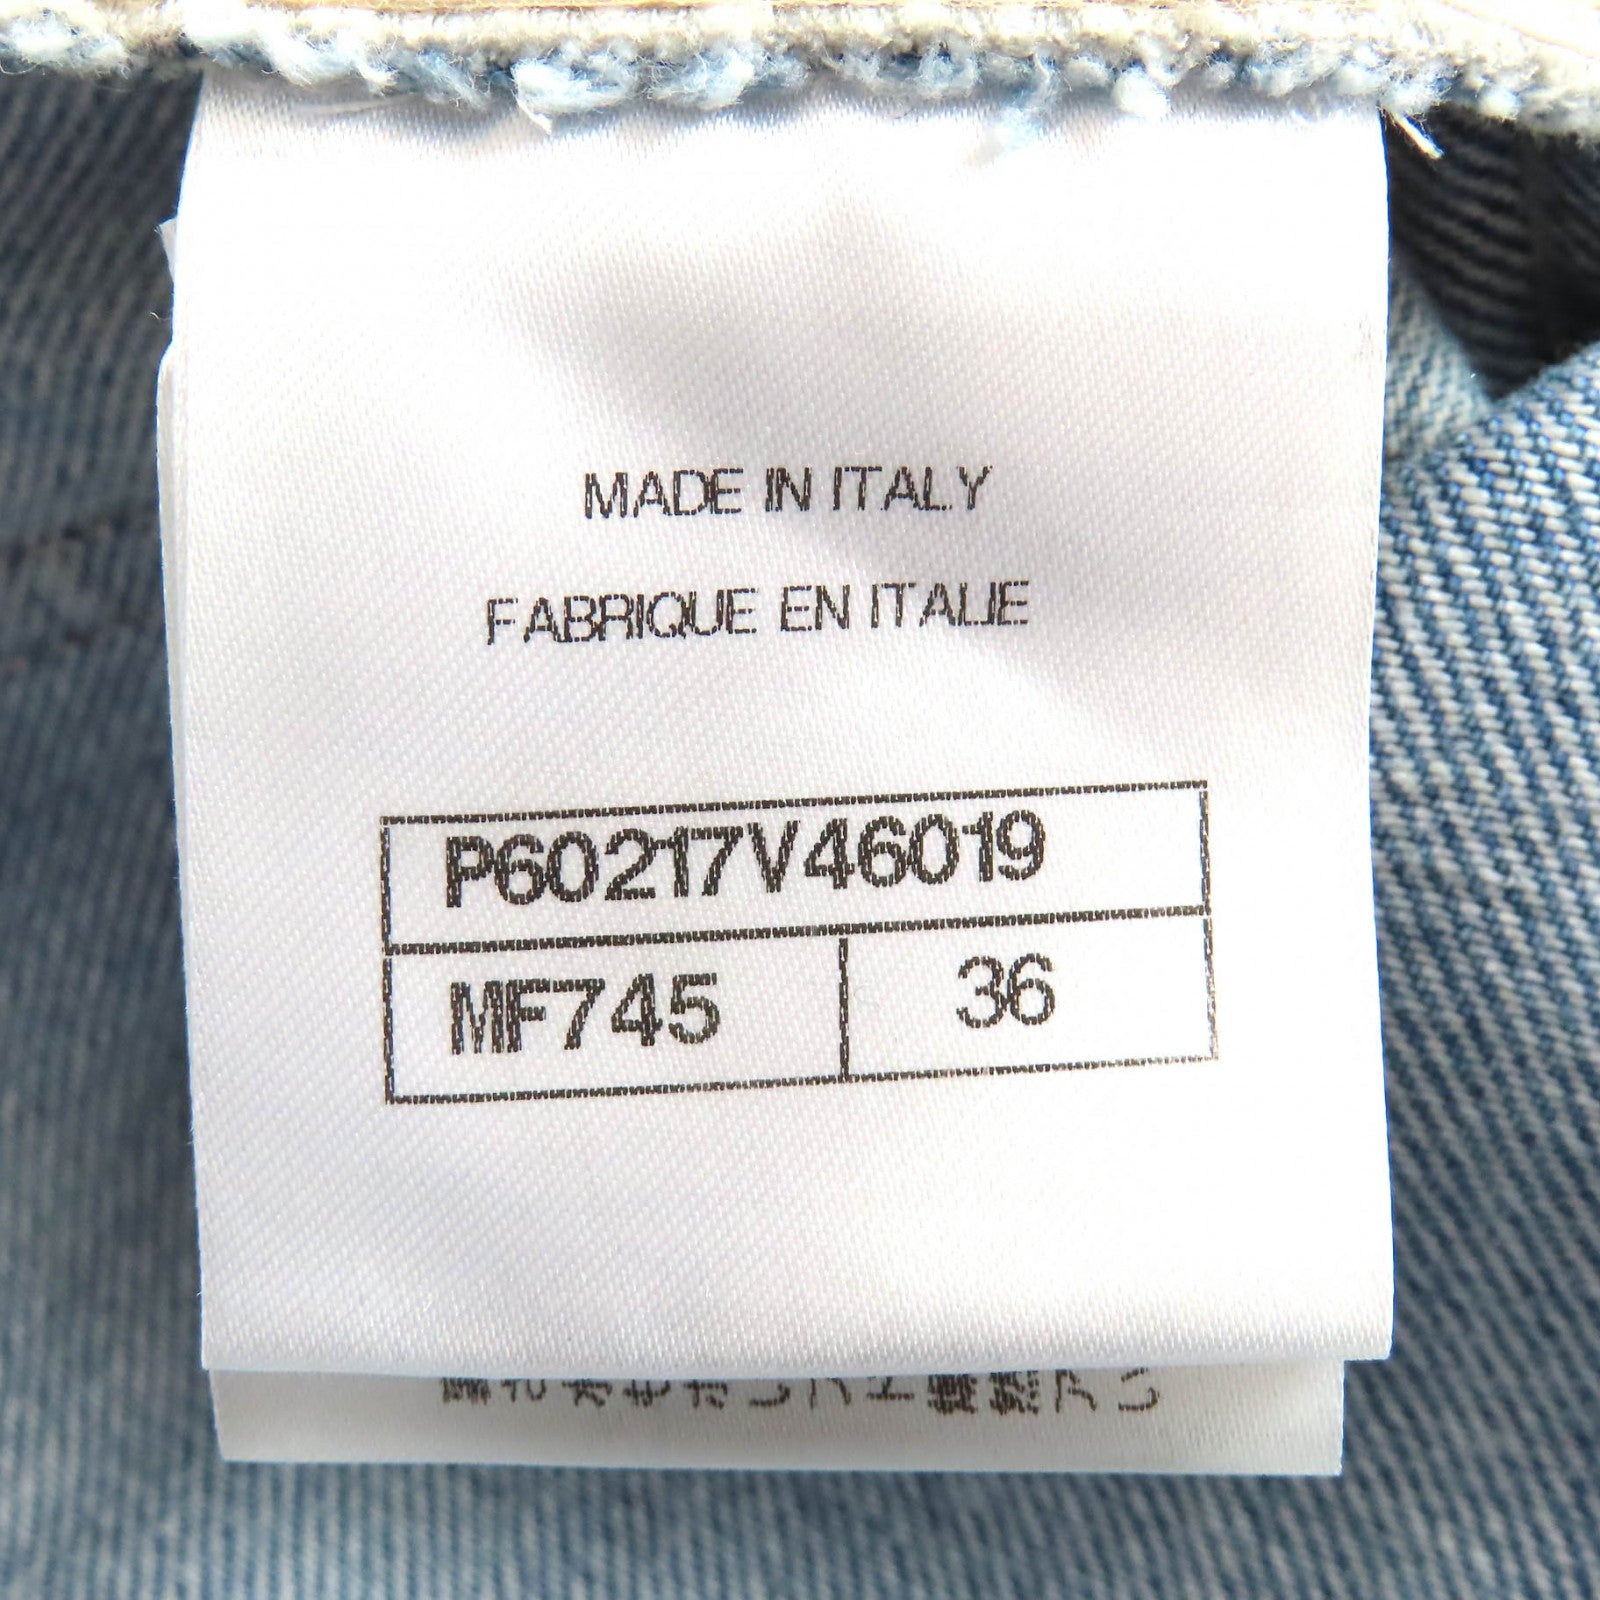 MADE IN ITALY
FABRIQUE EN ITALIE
P60217V46019
MF745 36